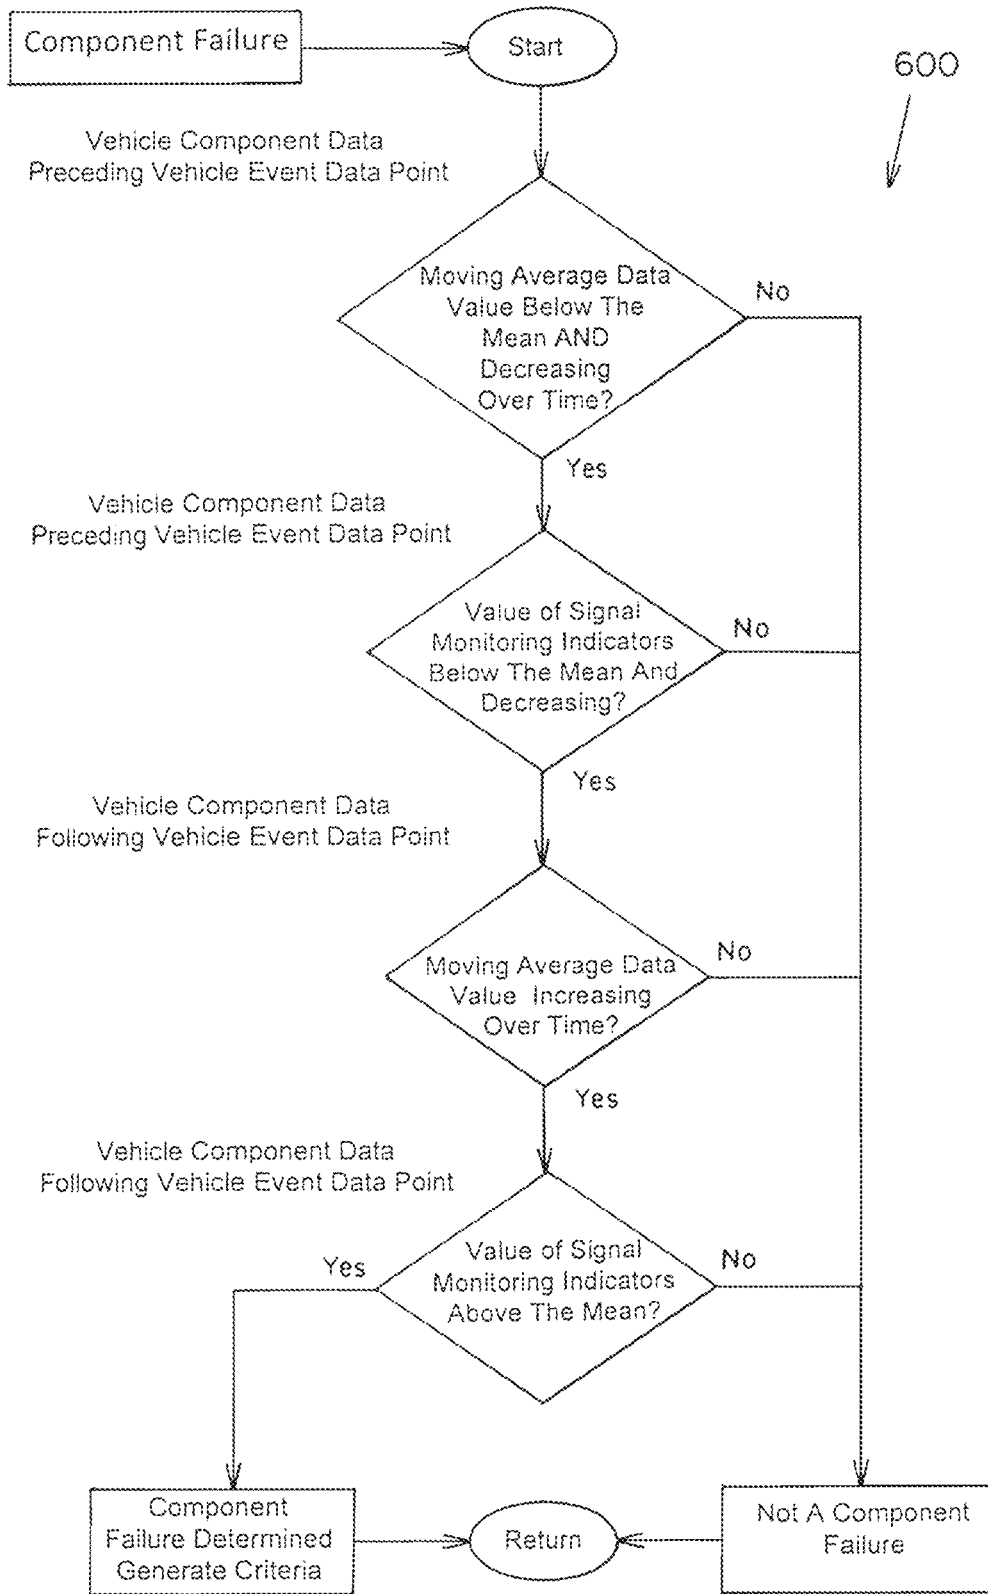 Component Failure
Start
600
Vehicle Component Data
Preceding Vehicle Event Data Point
Moving Average Data
Value Below The
Mean AND
Decreasing
Over Time?
No
Yes
Vehicle Component Data
Preceding Vehicle Event Data Point
Value of Signal
Monitoring Indicators
Below The Mean And
Decreasing?
No
Yes
Vehicle Component Data
Following Vehicle Event Data Point
Moving Average Data
Value Increasing
Over Time?
No
Yes
Vehicle Component Data
Following Vehicle Event Data Point
Value of Signal
Monitoring Indicators
Above The Mean?
Yes
No
Component
Failure Determined
Generate Criteria
Return
Not A Component
Failure